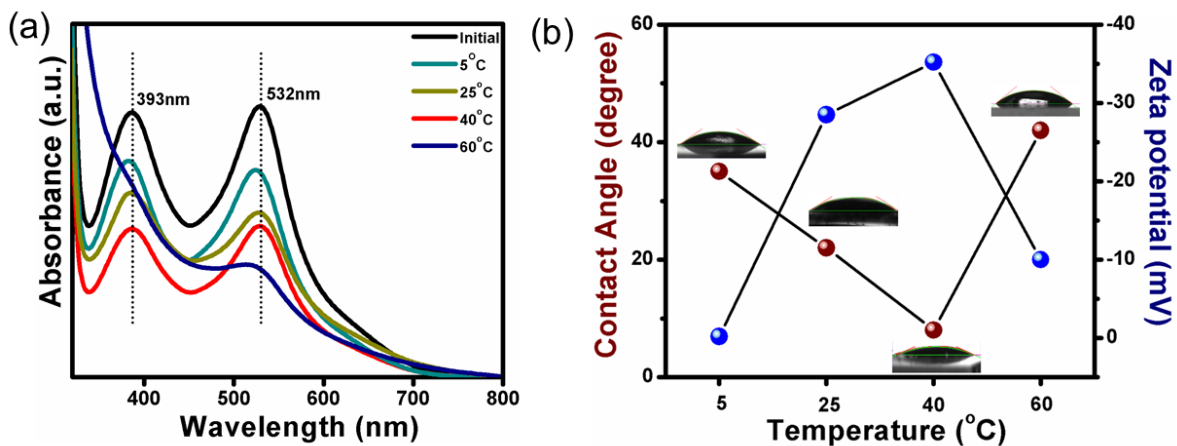 (a)
Absorbance (a.u.)
393nm
532nm
Initial
5°C
25°C
40°C
60°C
400
500
600
700
800
Wavelength (nm)
(b)
Contact Angle (degree)
60
40
20
0
5
25
40
60
Temperature (°C)
-40
-30
-20
-10
0
Zeta potential (mV)